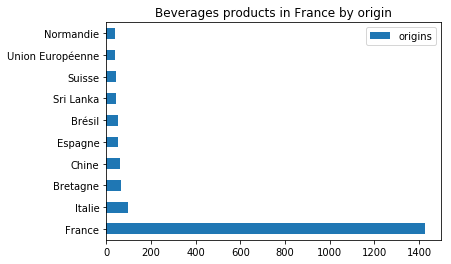 Beverages products in France by origin
origins
Normandie
Union Européenne
Suisse
Sri Lanka
Brésil
Espagne
Chine
Bretagne
Italie
France
0 200 400 600 800 1000 1200 1400